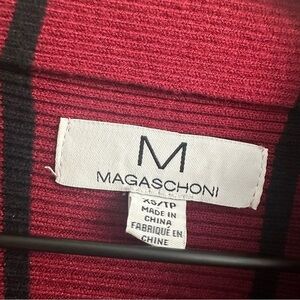 M
MAGASCHONI
XS/TP
MADE IN
CHINA
FABRIQUÉ EN
CHINE